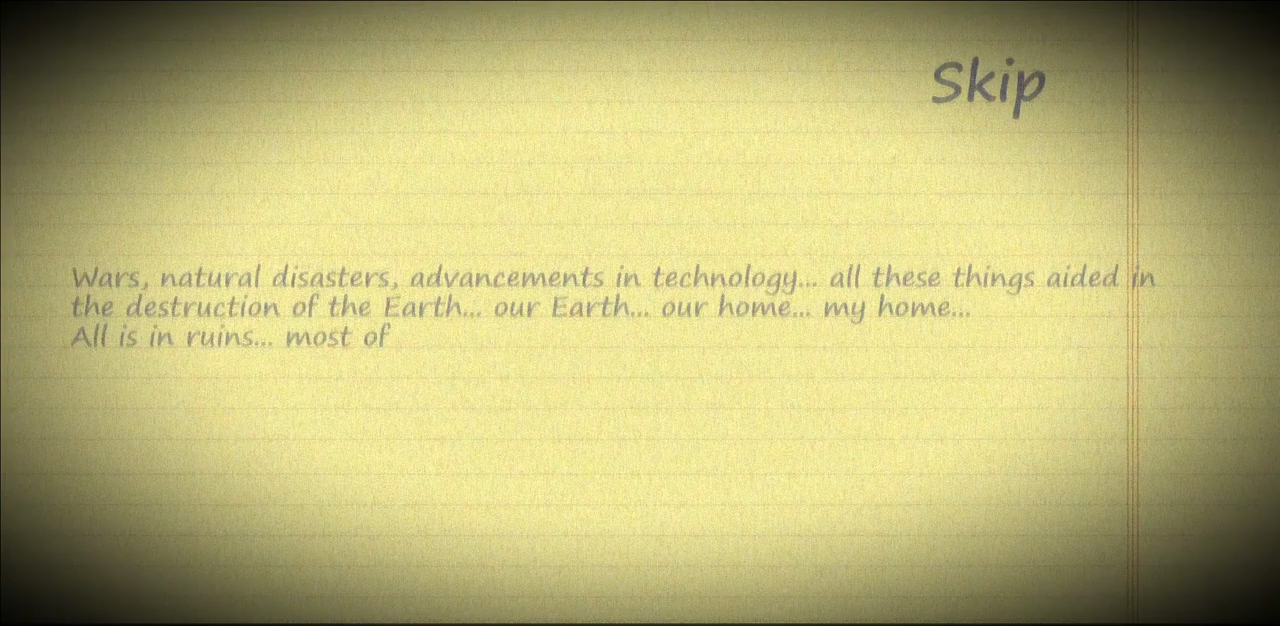 Skip
Wars, natural disasters, advancements in technology... all these things aided in
the destruction of the Earth... our Earth... our home... my home...
All is in ruins... most of